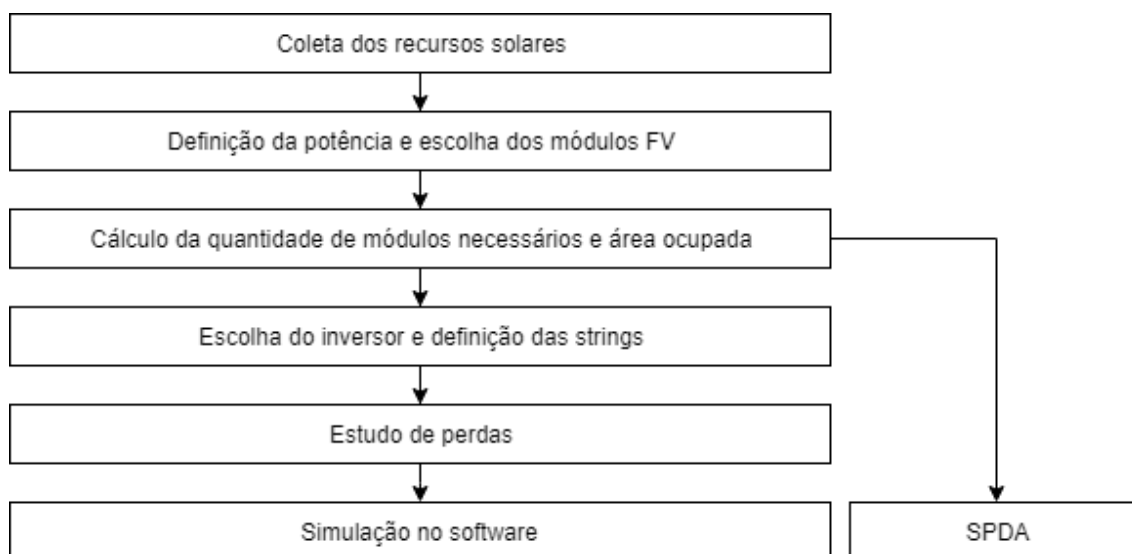 Coleta dos recursos solares
Definição da potência e escolha dos módulos FV
Cálculo da quantidade de módulos necessários e área ocupada
Escolha do inversor e definição das strings
Estudo de perdas
Simulação no software
SPDA